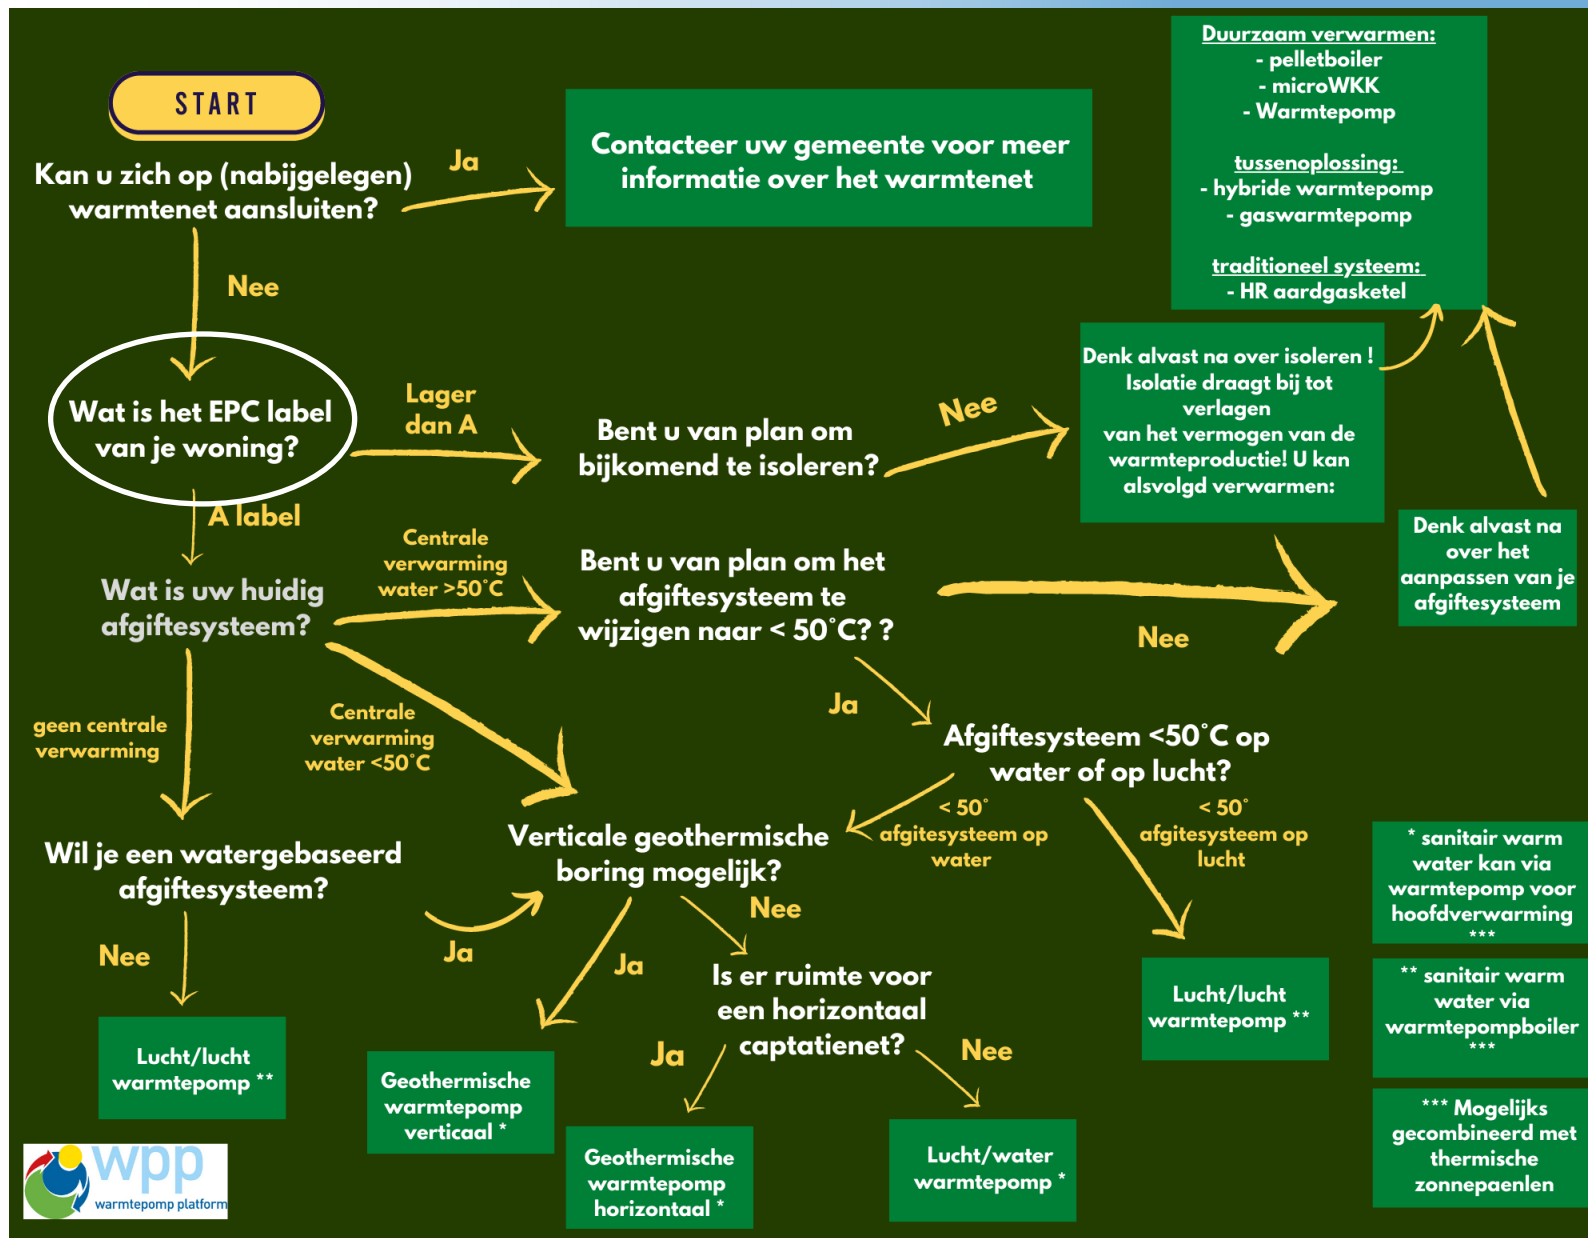 START
Kan u zich op (nabijgelegen)
warmtenet aansluiten?
Ja
Contacteer uw gemeente voor meer
informatie over het warmtenet
Duurzaam verwarmen:
- pelletboiler
- microWKK
- Warmtepomp
tussenoplossing:
- hybride warmtepomp
- gaswarmtepomp
traditioneel systeem:
- HR aardgasketel
Nee
Wat is het EPC label
van je woning?
Lager
dan A
Bent u van plan om
bijkomend te isoleren?
Nee
Denk alvast na over isoleren !
Isolatie draagt bij tot
verlagen
van het vermogen van de
warmteproductie! U kan
alsvolgd verwarmen:
A label
Wat is uw huidig
afgiftesysteem?
Centrale
verwarming
water >50°C
Bent u van plan om het
afgiftesysteem te
wijzigen naar < 50°C? ?
Nee
Denk alvast na
over het
aanpassen van je
afgiftesysteem
geen centrale
verwarming
Centrale
verwarming
water <50°C
Ja
Afgiftesysteem <50°C op
water of op lucht?
< 50°
afgitesysteem op
water
< 50°
afgitesysteem op
lucht
Wil je een watergebaseerd
afgiftesysteem?
Verticale geothermische
boring mogelijk?
Nee
Ja
Ja
Nee
Is er ruimte voor
een horizontaal
captatienet?
Ja
Nee
Lucht/lucht
warmtepomp **
Geothermische
warmtepomp
verticaal *
Geothermische
warmtepomp
horizontaal *
Lucht/water
warmtepomp *
Lucht/lucht
warmtepomp **
* sanitair warm
water kan via
warmtepomp voor
hoofdverwarming
***
** sanitair warm
water via
warmtepompboiler
***
*** Mogelijks
gecombineerd met
thermische
zonnepaenlen
wpp
warmtepomp platform